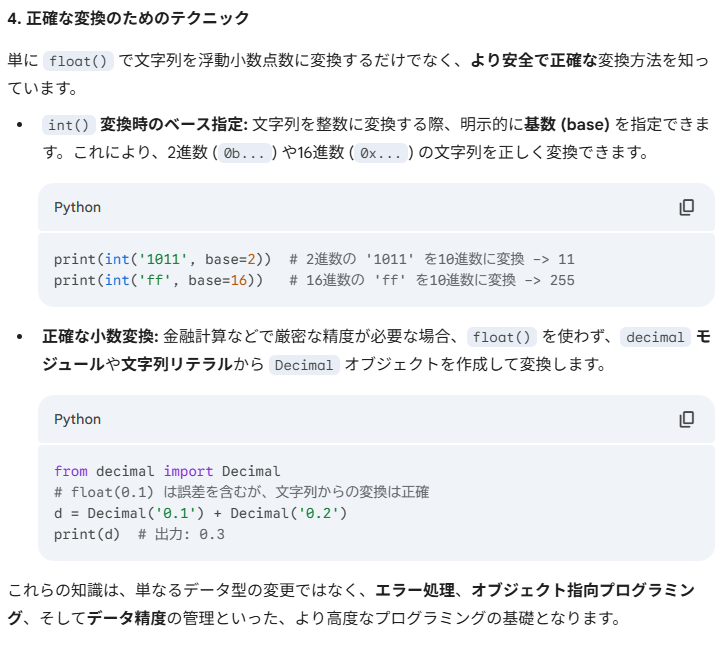 4. 正確な変換のためのテクニック
単に float() で文字列を浮動小数点数に変換するだけでなく、より安全で正確な変換方法を知っ
ています。
• int() 変換時のベース指定: 文字列を整数に変換する際、明示的に基数 (base) を指定できま
す。これにより、2進数 (0b...) や16進数 (0x...) の文字列を正しく変換できます。
Python
print(int('1011', base=2))  # 2進数の '1011' を10進数に変換 -> 11
print(int('ff', base=16))   # 16進数の 'ff' を10進数に変換 -> 255
• 正確な小数変換: 金融計算などで厳密な精度が必要な場合、float() を使わず、decimal モ
ジュールや文字列リテラルから Decimal オブジェクトを作成して変換します。
Python
from decimal import Decimal
# float(0.1) は誤差を含むが、文字列からの変換は正確
d = Decimal('0.1') + Decimal('0.2')
print(d)  # 出力: 0.3
これらの知識は、単なるデータ型の変更ではなく、エラー処理、オブジェクト指向プログラミン
グ、そしてデータ精度の管理といった、より高度なプログラミングの基礎となります。